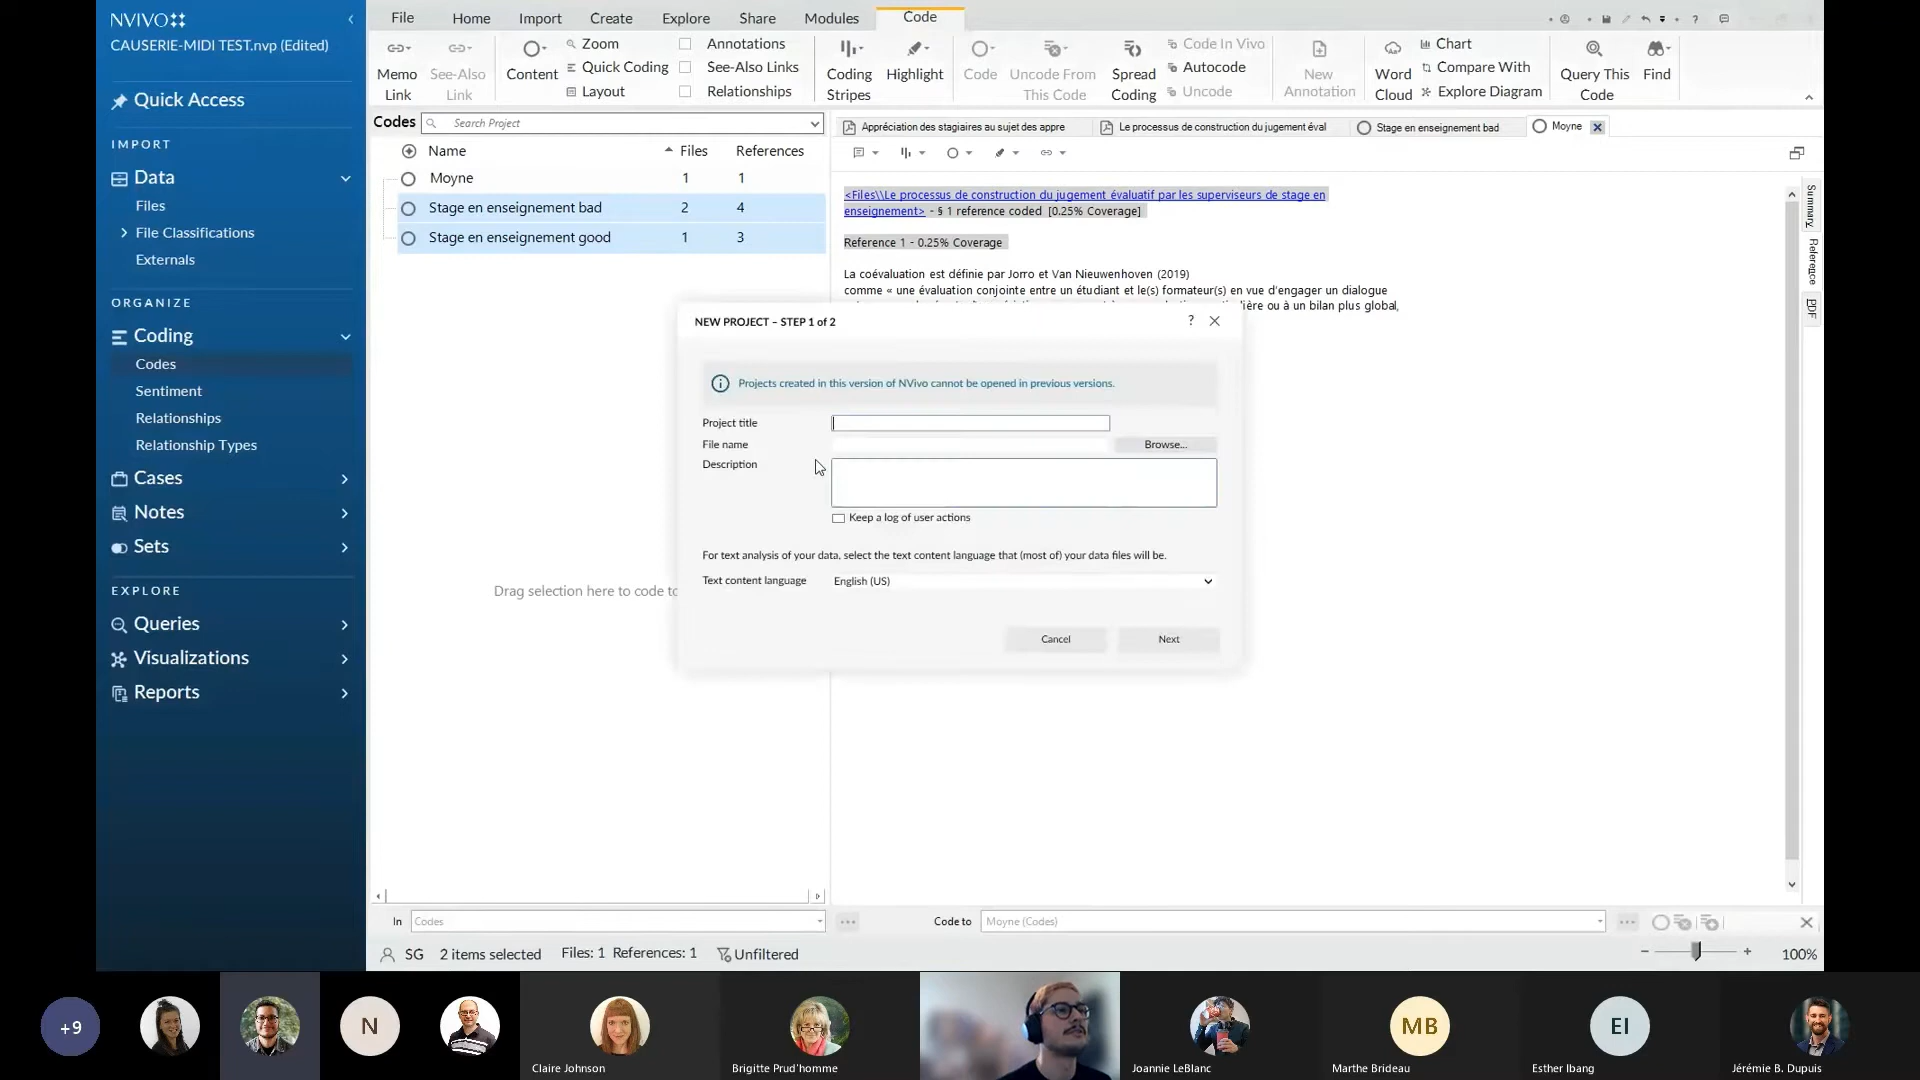 NVIVO
CAUSERIE-MIDI TEST.nvp (Edited)
Quick Access
IMPORT
Data
Files
File Classifications
Externals
ORGANIZE
Coding
Codes
Sentiment
Relationships
Relationship Types
Cases
Notes
Sets
EXPLORE
Queries
Visualizations
Reports
File Home Import Create Explore Share Modules Code
Memo Link
See-Also Link
Content
Zoom
Quick Coding
Layout
Annotations
See-Also Links
Relationships
Coding Stripes
Highlight
Code
Uncode From This Code
Spread Coding
Code In Vivo
Autocode
Uncode
New Annotation
Word Cloud
Chart
Compare With
Explore Diagram
Query This Code
Find
Codes Search Project
Name Files References
Moyne 1 1
Stage en enseignement bad 2 4
Stage en enseignement good 1 3
Drag selection here to code to
Appréciation des stagiaires au sujet des appre
Le processus de construction du jugement éval
Stage en enseignement bad
Moyne
<Files\\Le processus de construction du jugement évaluatif par les superviseurs de stage en
enseignement> - § 1 reference coded [0.25% Coverage]
Reference 1 - 0.25% Coverage
La coévaluation est définie par Jorro et Van Nieuwenhoven (2019)
comme « une évaluation conjointe entre un étudiant et le(s) formateur(s) en vue d'engager un dialogue
ière ou à un bilan plus global,
Summary
Reference
PDF
NEW PROJECT – STEP 1 of 2
?
Projects created in this version of NVivo cannot be opened in previous versions.
Project title
File name Browse...
Description
Keep a log of user actions
For text analysis of your data, select the text content language that (most of) your data files will be.
Text content language English (US)
Cancel Next
In Codes
Code to Moyne (Codes)
SG 2 items selected Files: 1 References: 1 Unfiltered
100%
+9
N
Claire Johnson
Brigitte Prud'homme
Joannie LeBlanc
MB
Marthe Brideau
EI
Esther Ibang
Jérémie B. Dupuis